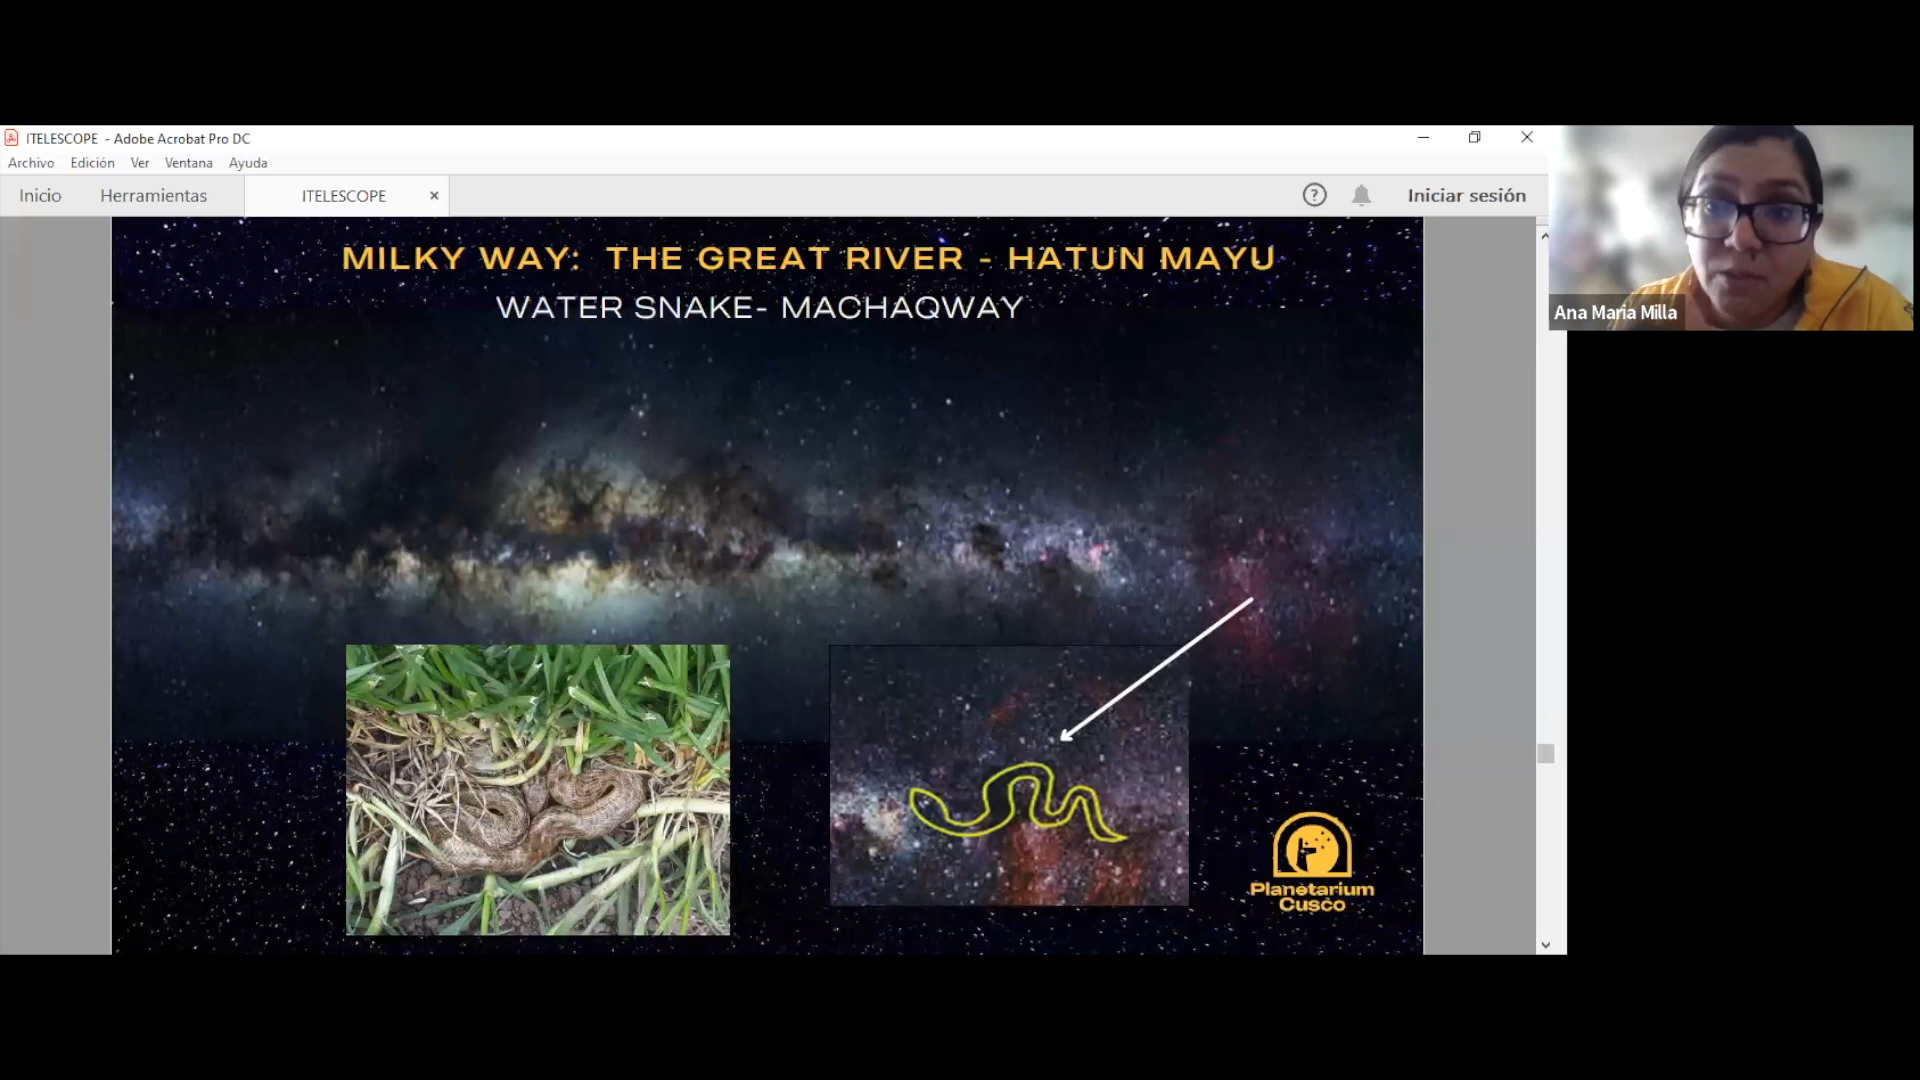 ITELESCOPE - Adobe Acrobat Pro DC
Archivo Edición Ver Ventana Ayuda
Inicio Herramientas ITELESCOPE × ? Iniciar sesión
MILKY WAY: THE GREAT RIVER - HATUN MAYU
WATER SNAKE- MACHAQWAY
Ana Maria Milla
Planetarium
Cusco